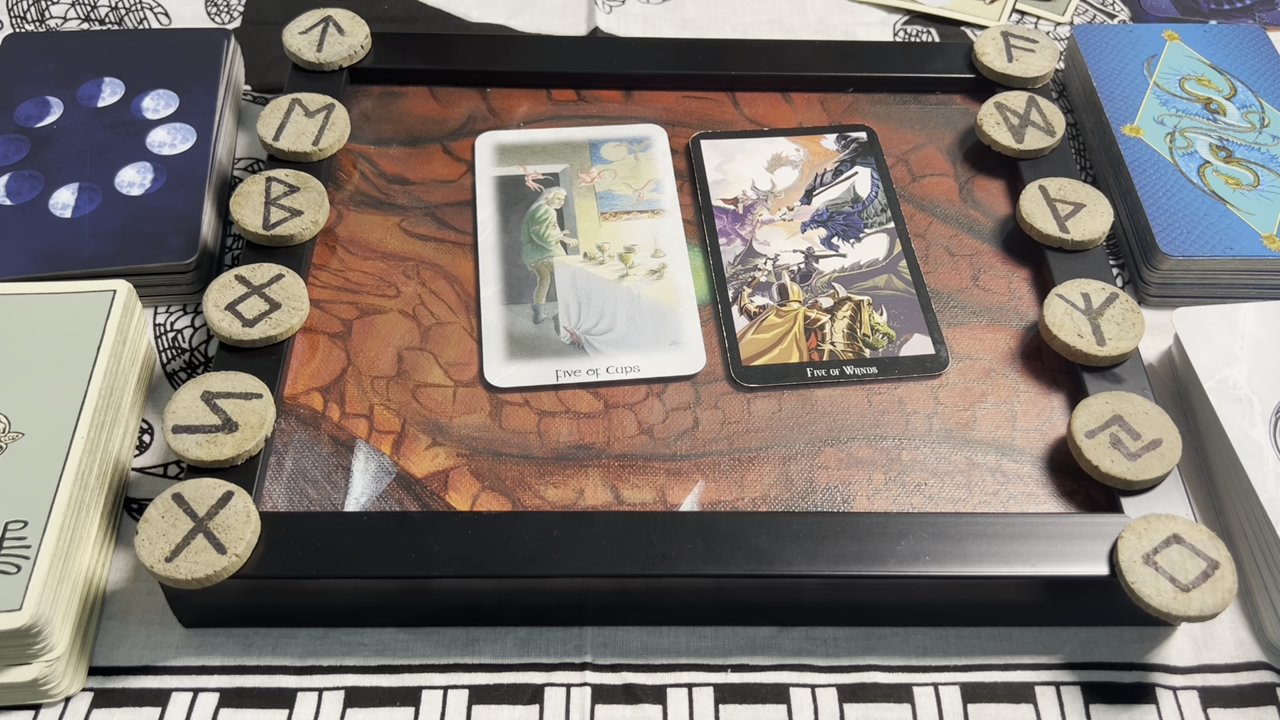 ᛏ
ᚨ
ᛖ
ᛞ
ᛒ
ᚦ
ᛟ
ᛉ
ᛊ
ᛃ
ᚷ
ᛜ
Five of Cups
Five of Wands